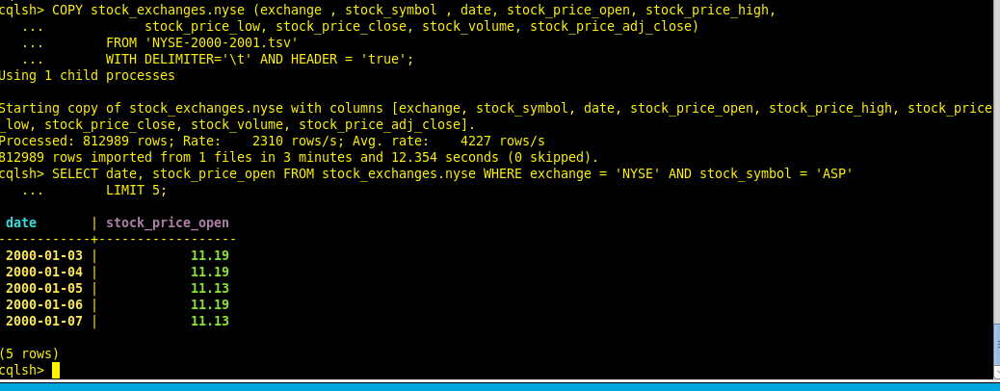 cqlsh> COPY stock_exchanges.nyse (exchange , stock_symbol , date, stock_price_open, stock_price_high,
... stock_price_low, stock_price_close, stock_volume, stock_price_adj_close)
... FROM 'NYSE-2000-2001.tsv'
... WITH DELIMITER='\t' AND HEADER = 'true';
Using 1 child processes
Starting copy of stock_exchanges.nyse with columns [exchange, stock_symbol, date, stock_price_open, stock_price_high, stock_price
_low, stock_price_close, stock_volume, stock_price_adj_close].
Processed: 812989 rows; Rate: 2310 rows/s; Avg. rate: 4227 rows/s
812989 rows imported from 1 files in 3 minutes and 12.354 seconds (0 skipped).
cqlsh> SELECT date, stock_price_open FROM stock_exchanges.nyse WHERE exchange = 'NYSE' AND stock_symbol = 'ASP'
... LIMIT 5;
date | stock_price_open
------------+------------------
2000-01-03 | 11.19
2000-01-04 | 11.19
2000-01-05 | 11.13
2000-01-06 | 11.19
2000-01-07 | 11.13
(5 rows)
cqlsh>